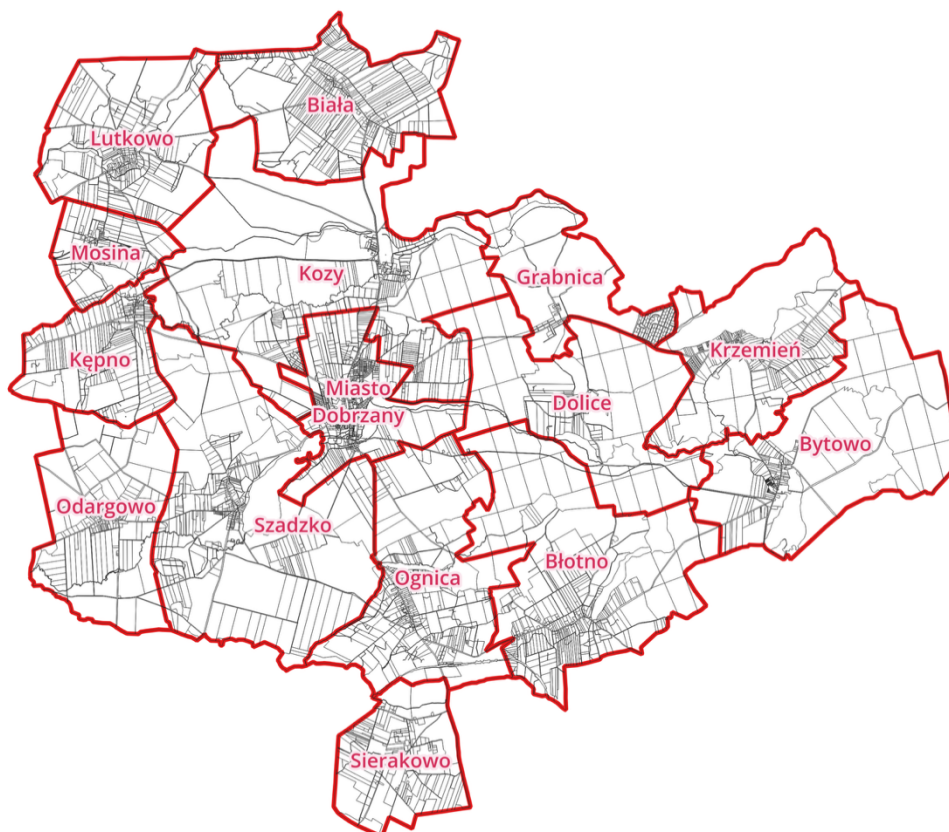 Biała
Lutkowo
Mosina
Kozy
Grabnica
Kępno
Krzemień
Miasto
Dobrzany
Dolice
Bytowo
Odargowo
Szadzko
Błotno
Ognica
Sierakowo